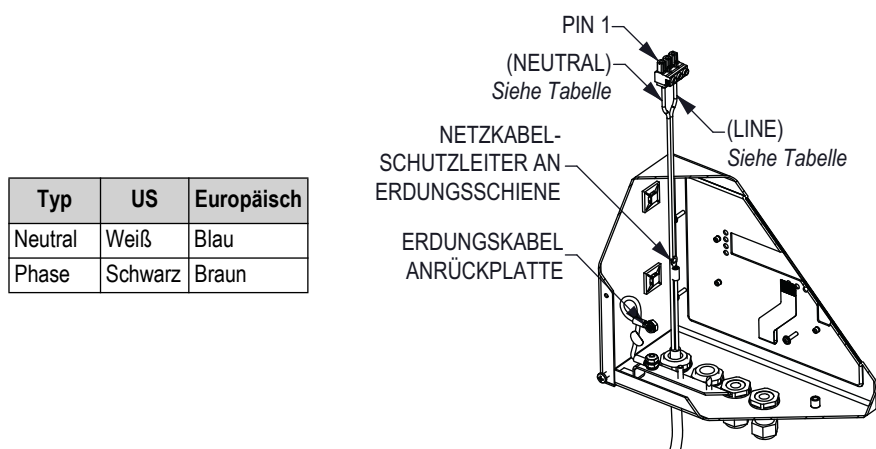 PIN 1
(NEUTRAL)
Siehe Tabelle
(LINE)
Siehe Tabelle
NETZKABEL-
SCHUTZLEITER AN
ERDUNGSSCHIENE
ERDUNGSKABEL
ANRÜCKPLATTE
Typ US Europäisch
Neutral Weiß Blau
Phase Schwarz Braun